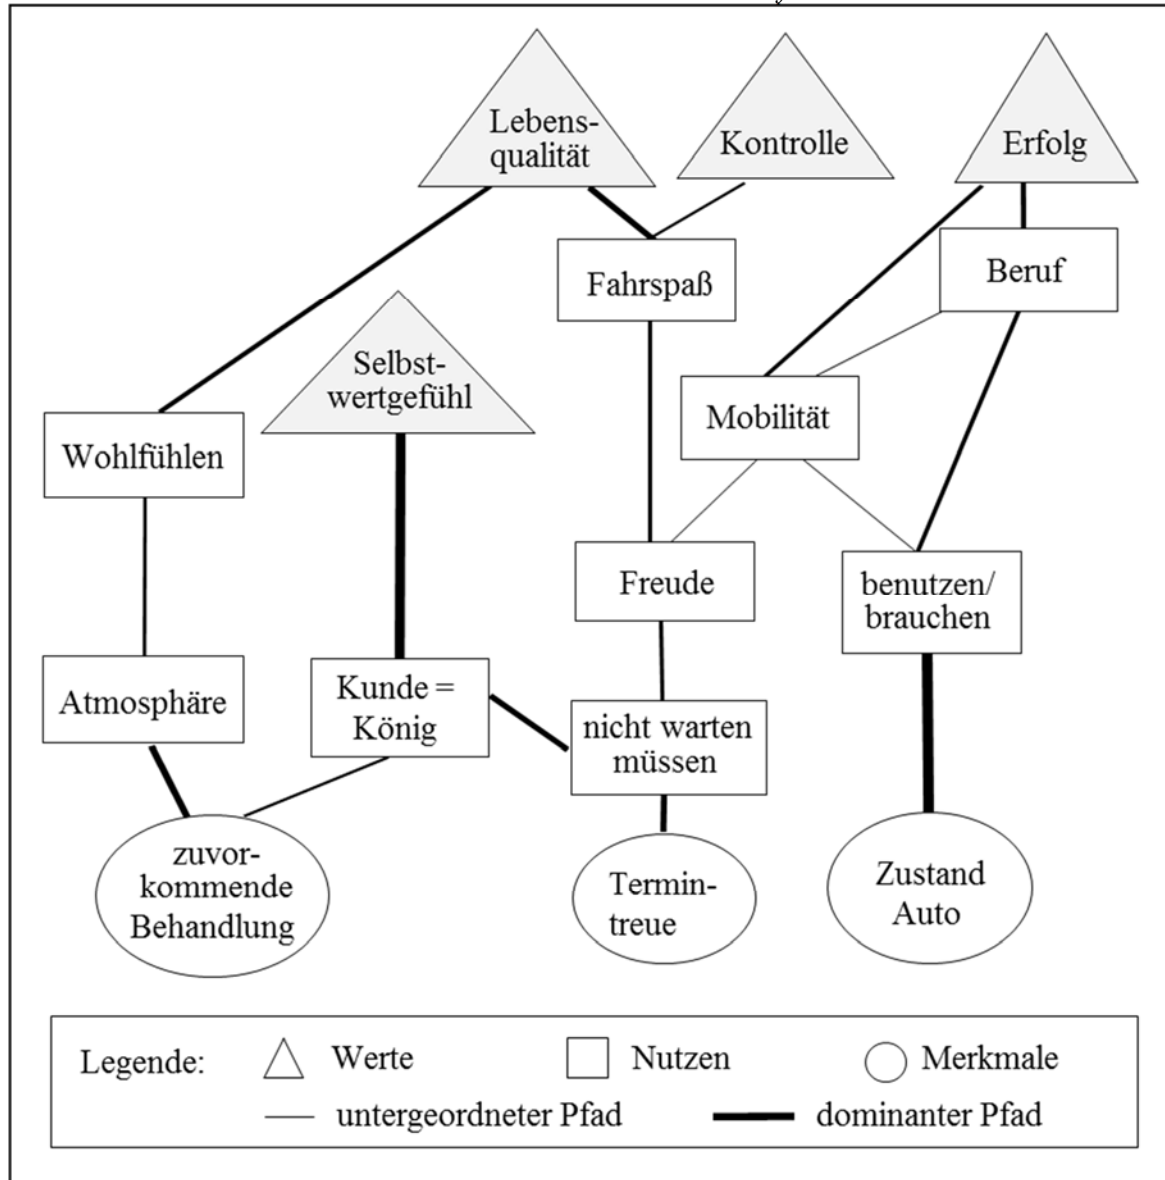 Lebens-
qualität
Kontrolle
Erfolg
Fahrspaß
Beruf
Selbst-
wertgefühl
Mobilität
Wohlfühlen
Freude
benutzen/
brauchen
Atmosphäre
Kunde =
König
nicht warten
müssen
zuvor-
kommende
Behandlung
Termin-
treue
Zustand
Auto
Legende:
Werte
Nutzen
Merkmale
untergeordneter Pfad
dominanter Pfad